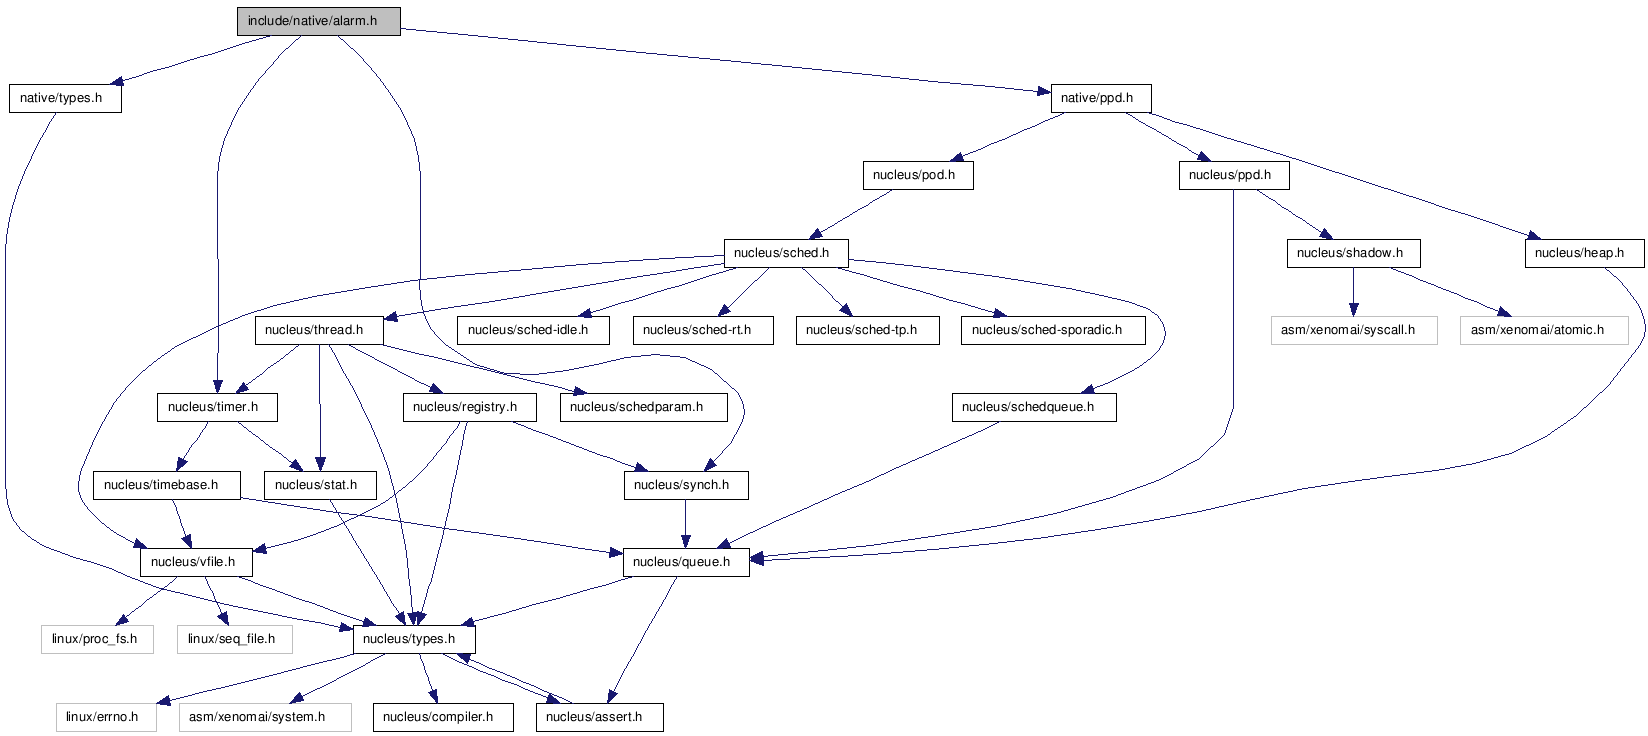 include/native/alarm.h
native/types.h
native/ppd.h
nucleus/pod.h
nucleus/ppd.h
nucleus/sched.h
nucleus/shadow.h
nucleus/heap.h
nucleus/thread.h
nucleus/sched-idle.h
nucleus/sched-rt.h
nucleus/sched-tp.h
nucleus/sched-sporadic.h
asm/xenomai/syscall.h
asm/xenomai/atomic.h
nucleus/timer.h
nucleus/registry.h
nucleus/schedparam.h
nucleus/schedqueue.h
nucleus/timebase.h
nucleus/stat.h
nucleus/synch.h
nucleus/vfile.h
nucleus/queue.h
linux/proc_fs.h
linux/seq_file.h
nucleus/types.h
linux/errno.h
asm/xenomai/system.h
nucleus/compiler.h
nucleus/assert.h